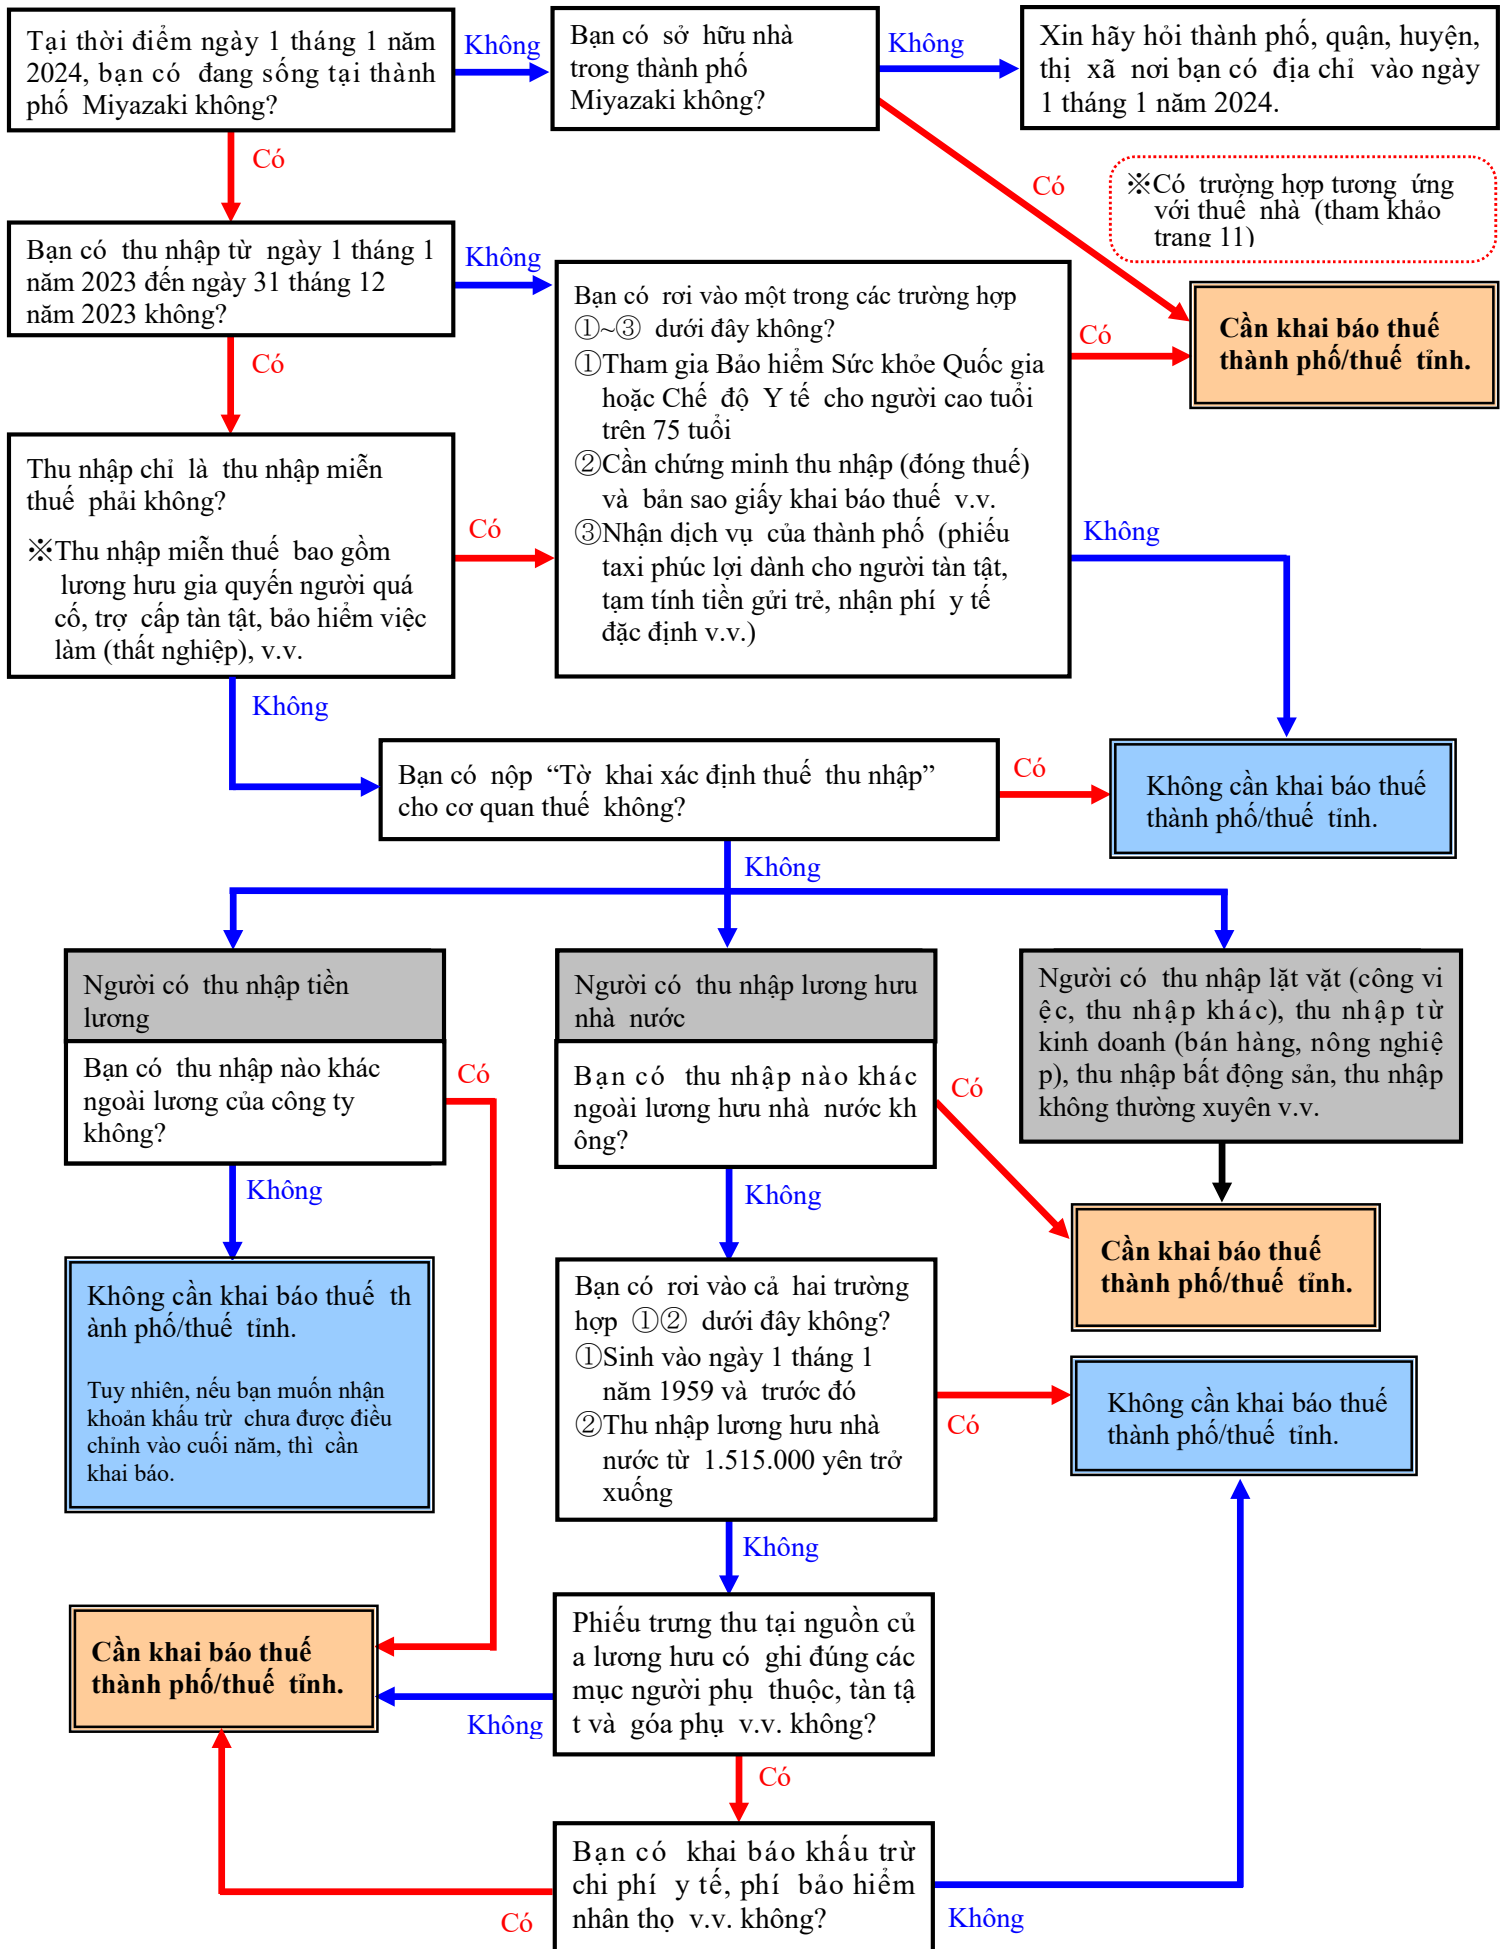 Tại thời điểm ngày 1 tháng 1 năm
2024, bạn có đang sống tại thành
phố Miyazaki không?
Không
Bạn có sở hữu nhà
trong thành phố
Miyazaki không?
Không
Xin hãy hỏi thành phố, quận, huyện,
thị xã nơi bạn có địa chỉ vào ngày
1 tháng 1 năm 2024.
Có
Có
※Có trường hợp tương ứng
với thuế nhà (tham khảo
trang 11)
Bạn có thu nhập từ ngày 1 tháng 1
năm 2023 đến ngày 31 tháng 12
năm 2023 không?
Không
Bạn có rơi vào một trong các trường hợp
①~③ dưới đây không?
①Tham gia Bảo hiểm Sức khỏe Quốc gia
hoặc Chế độ Y tế cho người cao tuổi
trên 75 tuổi
②Cần chứng minh thu nhập (đóng thuế)
và bản sao giấy khai báo thuế v.v.
③Nhận dịch vụ của thành phố (phiếu
taxi phúc lợi dành cho người tàn tật,
tạm tính tiền gửi trẻ, nhận phí y tế
đặc định v.v.)
Có
Cần khai báo thuế
thành phố/thuế tỉnh.
Có
Thu nhập chỉ là thu nhập miễn
thuế phải không?
※Thu nhập miễn thuế bao gồm
lương hưu gia quyến người quá
cố, trợ cấp tàn tật, bảo hiểm việc
làm (thất nghiệp), v.v.
Có
Không
Không
Bạn có nộp “Tờ khai xác định thuế thu nhập”
cho cơ quan thuế không?
Có
Không cần khai báo thuế
thành phố/thuế tỉnh.
Không
Người có thu nhập tiền
lương
Bạn có thu nhập nào khác
ngoài lương của công ty
không?
Có
Không
Không cần khai báo thuế th
ành phố/thuế tỉnh.
Tuy nhiên, nếu bạn muốn nhận
khoản khấu trừ chưa được điều
chỉnh vào cuối năm, thì cần
khai báo.
Người có thu nhập lương hưu
nhà nước
Bạn có thu nhập nào khác
ngoài lương hưu nhà nước kh
ông?
Có
Không
Người có thu nhập lặt vặt (công vi
ệc, thu nhập khác), thu nhập từ
kinh doanh (bán hàng, nông nghiệ
p), thu nhập bất động sản, thu nhập
không thường xuyên v.v.
Cần khai báo thuế
thành phố/thuế tỉnh.
Bạn có rơi vào cả hai trường
hợp ①② dưới đây không?
①Sinh vào ngày 1 tháng 1
năm 1959 và trước đó
②Thu nhập lương hưu nhà
nước từ 1.515.000 yên trở
xuống
Có
Không cần khai báo thuế
thành phố/thuế tỉnh.
Không
Phiếu trưng thu tại nguồn củ
a lương hưu có ghi đúng các
mục người phụ thuộc, tàn tậ
t và góa phụ v.v. không?
Không
Cần khai báo thuế
thành phố/thuế tỉnh.
Có
Bạn có khai báo khấu trừ
chi phí y tế, phí bảo hiểm
nhân thọ v.v. không?
Có
Không